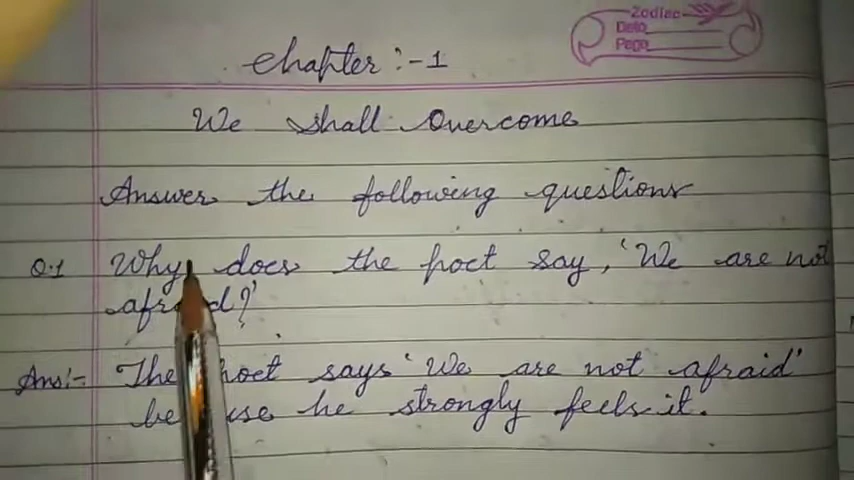 Zodiac
Date
Page
Chapter :- 1
We shall Overcome
Answer the following questions
Q.1 Why does the poet say, 'We are not
afraid?'
Ans:- The poet says 'We are not afraid'
because he strongly feels it.